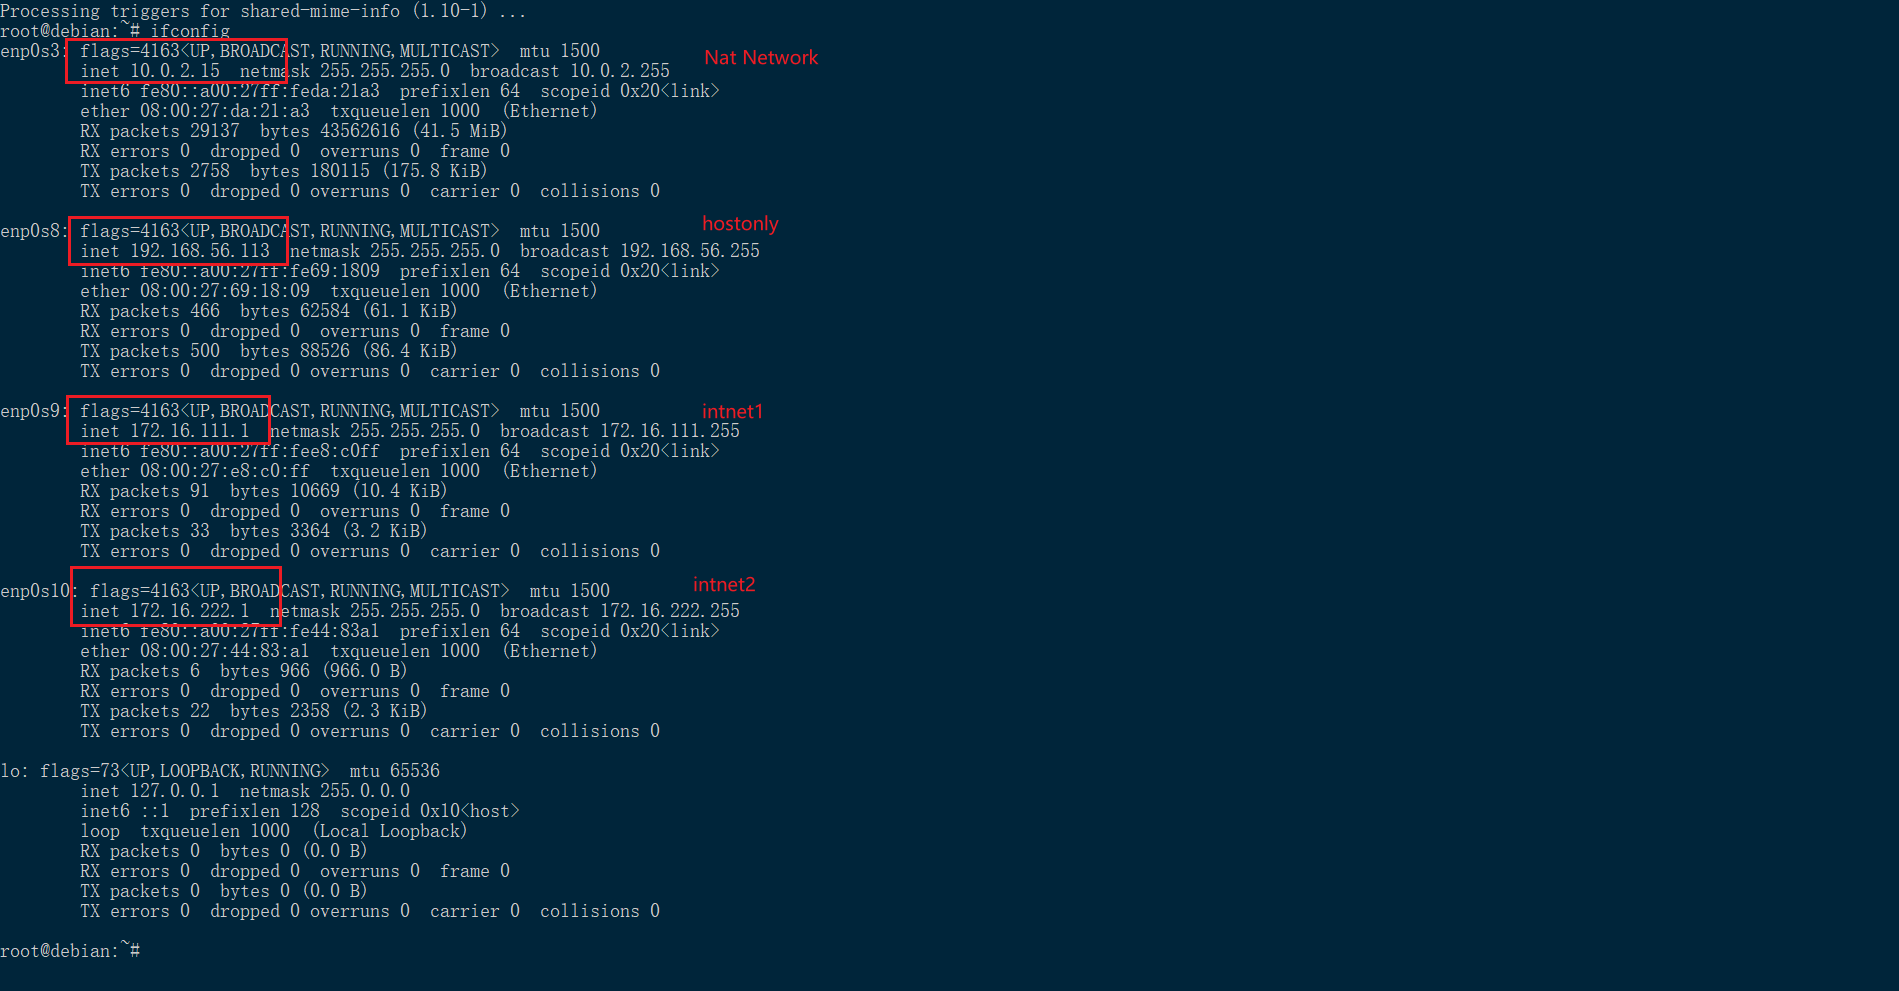 Processing triggers for shared-mime-info (1.10-1) ...
root@debian:~# ifconfig
enp0s3: flags=4163<UP,BROADCAST,RUNNING,MULTICAST>  mtu 1500
Nat Network
inet 10.0.2.15  netmask 255.255.255.0  broadcast 10.0.2.255
inet6 fe80::a00:27ff:feda:21a3  prefixlen 64  scopeid 0x20<link>
ether 08:00:27:da:21:a3  txqueuelen 1000  (Ethernet)
RX packets 29137  bytes 43562616 (41.5 MiB)
RX errors 0  dropped 0  overruns 0  frame 0
TX packets 2758  bytes 180115 (175.8 KiB)
TX errors 0  dropped 0 overruns 0  carrier 0  collisions 0
enp0s8: flags=4163<UP,BROADCAST,RUNNING,MULTICAST>  mtu 1500
hostonly
inet 192.168.56.113  netmask 255.255.255.0  broadcast 192.168.56.255
inet6 fe80::a00:27ff:fe69:1809  prefixlen 64  scopeid 0x20<link>
ether 08:00:27:69:18:09  txqueuelen 1000  (Ethernet)
RX packets 466  bytes 62584 (61.1 KiB)
RX errors 0  dropped 0  overruns 0  frame 0
TX packets 500  bytes 88526 (86.4 KiB)
TX errors 0  dropped 0 overruns 0  carrier 0  collisions 0
enp0s9: flags=4163<UP,BROADCAST,RUNNING,MULTICAST>  mtu 1500
intnet1
inet 172.16.111.1  netmask 255.255.255.0  broadcast 172.16.111.255
inet6 fe80::a00:27ff:fee8:c0ff  prefixlen 64  scopeid 0x20<link>
ether 08:00:27:e8:c0:ff  txqueuelen 1000  (Ethernet)
RX packets 91  bytes 10669 (10.4 KiB)
RX errors 0  dropped 0  overruns 0  frame 0
TX packets 33  bytes 3364 (3.2 KiB)
TX errors 0  dropped 0 overruns 0  carrier 0  collisions 0
enp0s10: flags=4163<UP,BROADCAST,RUNNING,MULTICAST>  mtu 1500
intnet2
inet 172.16.222.1  netmask 255.255.255.0  broadcast 172.16.222.255
inet6 fe80::a00:27ff:fe44:83a1  prefixlen 64  scopeid 0x20<link>
ether 08:00:27:44:83:a1  txqueuelen 1000  (Ethernet)
RX packets 6  bytes 966 (966.0 B)
RX errors 0  dropped 0  overruns 0  frame 0
TX packets 22  bytes 2358 (2.3 KiB)
TX errors 0  dropped 0 overruns 0  carrier 0  collisions 0
lo: flags=73<UP,LOOPBACK,RUNNING>  mtu 65536
inet 127.0.0.1  netmask 255.0.0.0
inet6 ::1  prefixlen 128  scopeid 0x10<host>
loop  txqueuelen 1000  (Local Loopback)
RX packets 0  bytes 0 (0.0 B)
RX errors 0  dropped 0  overruns 0  frame 0
TX packets 0  bytes 0 (0.0 B)
TX errors 0  dropped 0 overruns 0  carrier 0  collisions 0
root@debian:~#